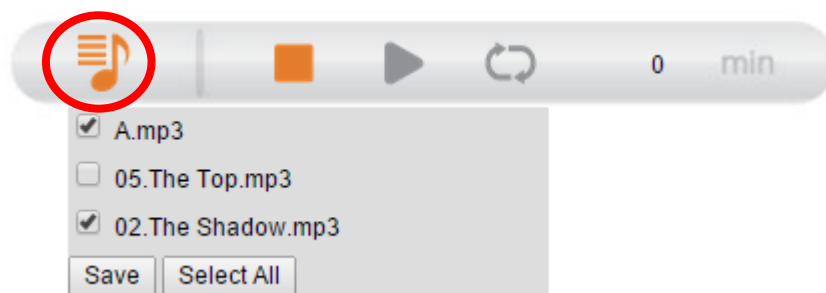 0 min
A.mp3
05.The Top.mp3
02.The Shadow.mp3
Save Select All